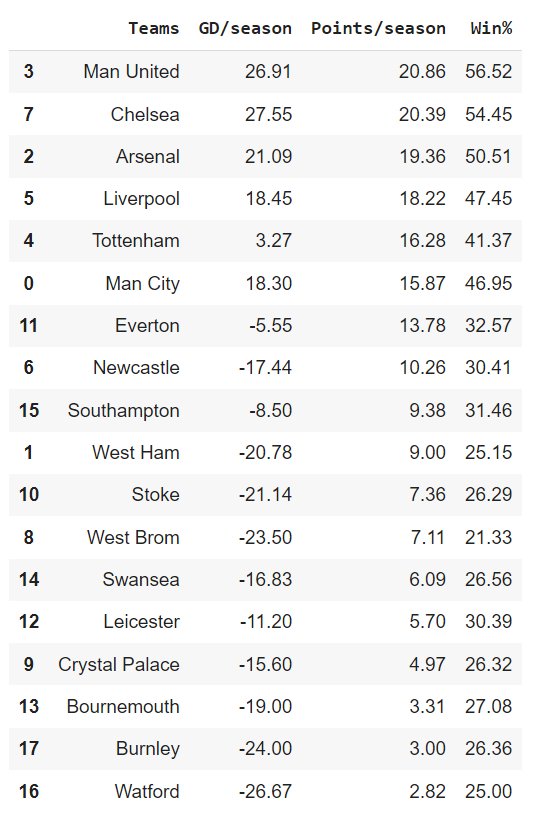 Teams GD/season Points/season Win%
3 Man United 26.91 20.86 56.52
7 Chelsea 27.55 20.39 54.45
2 Arsenal 21.09 19.36 50.51
5 Liverpool 18.45 18.22 47.45
4 Tottenham 3.27 16.28 41.37
0 Man City 18.30 15.87 46.95
11 Everton -5.55 13.78 32.57
6 Newcastle -17.44 10.26 30.41
15 Southampton -8.50 9.38 31.46
1 West Ham -20.78 9.00 25.15
10 Stoke -21.14 7.36 26.29
8 West Brom -23.50 7.11 21.33
14 Swansea -16.83 6.09 26.56
12 Leicester -11.20 5.70 30.39
9 Crystal Palace -15.60 4.97 26.32
13 Bournemouth -19.00 3.31 27.08
17 Burnley -24.00 3.00 26.36
16 Watford -26.67 2.82 25.00